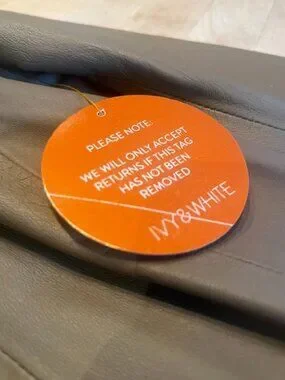 PLEASE NOTE:
WE WILL ONLY ACCEPT
RETURNS IF THIS TAG
HAS NOT BEEN
REMOVED
IVY&WHITE